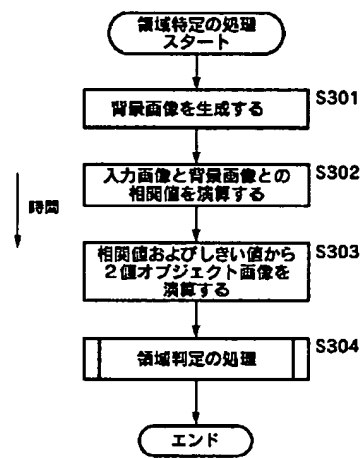 領域特定の処理
スタート
S301
背景画像を生成する
S302
入力画像と背景画像との
相関値を演算する
時間
S303
相関値およびしきい値から
2値オブジェクト画像を
演算する
S304
領域判定の処理
エンド